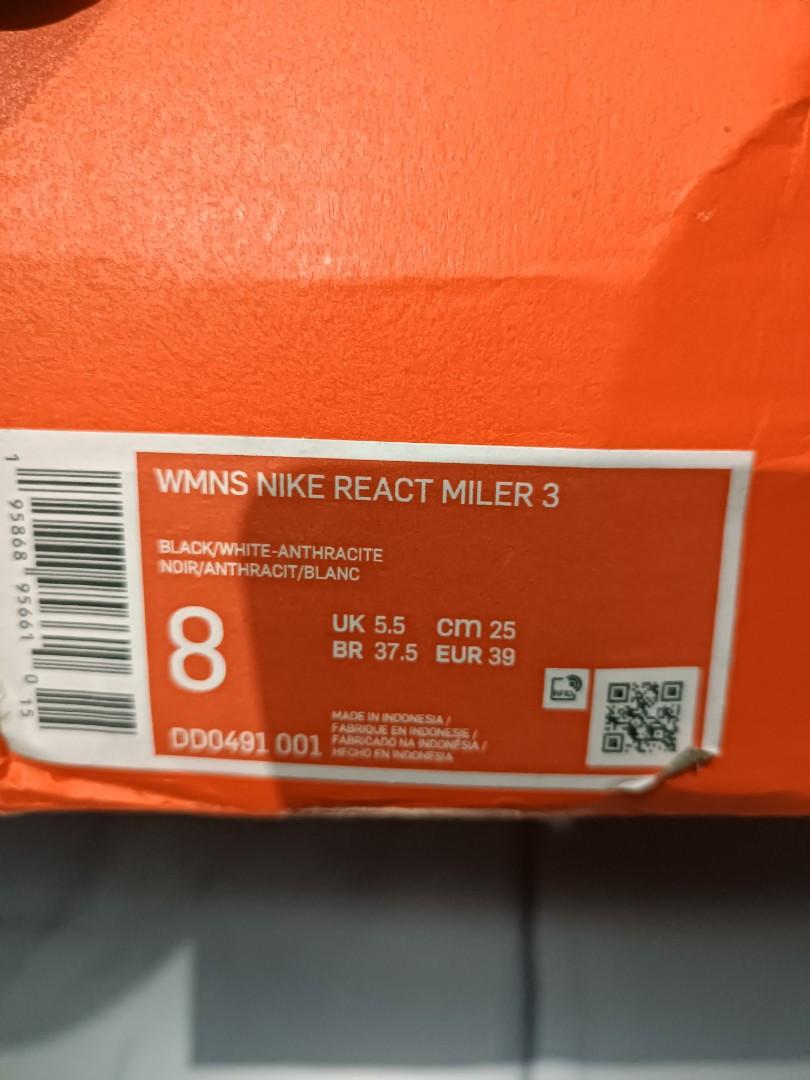 WMNS NIKE REACT MILER 3
BLACK/WHITE-ANTHRACITE
NOIR/ANTHRACIT/BLANC
8
UK 5.5 cm 25
BR 37.5 EUR 39
DD0491 001
MADE IN INDONESIA /
FABRIQUE EN INDONESIE /
FABRICADO NA INDONÉSIA /
HECHO EN INDONESIA
RFID
1 95868 95661 0 15